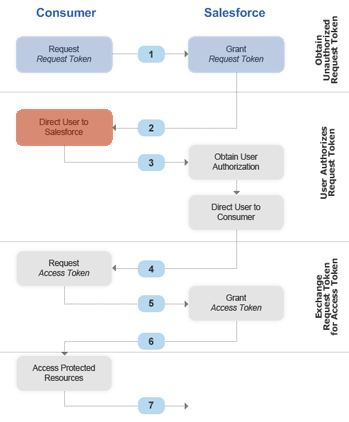 Consumer
Salesforce
Request
Request Token
1
Grant
Request Token
Obtain
Unauthorized
Request Token
Direct User to
Salesforce
2
3
Obtain User
Authorization
Direct User to
Consumer
User Authorizes
Request Token
Request
Access Token
4
5
Grant
Access Token
6
Exchange
Request Token
for Access Token
Access Protected
Resources
7